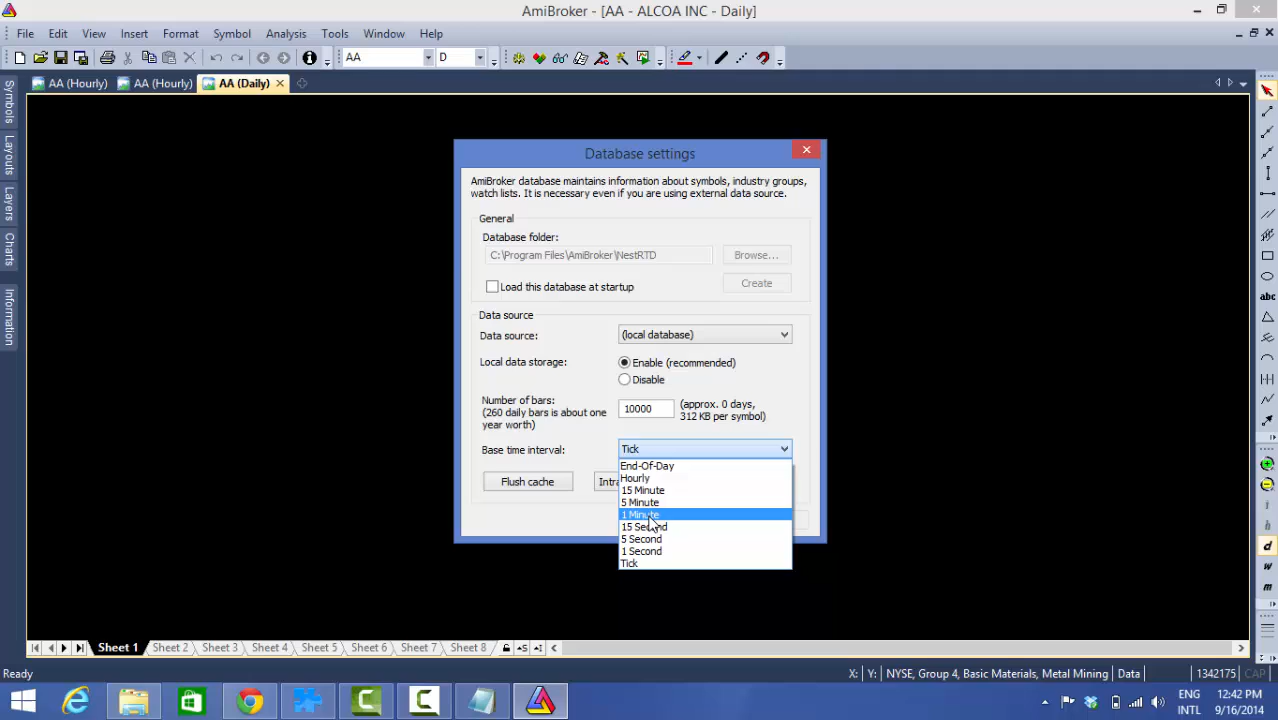 AmiBroker - [AA - ALCOA INC - Daily]
File Edit View Insert Format Symbol Analysis Tools Window Help
AA D
AA (Hourly) AA (Hourly) AA (Daily)
Symbols
Layouts
Layers
Charts
Information
Database settings
AmiBroker database maintains information about symbols, industry groups,
watch lists. It is necessary even if you are using external data source.
General
Database folder:
C:\Program Files\AmiBroker\NestRTD Browse...
Load this database at startup Create
Data source
Data source: (local database)
Local data storage: Enable (recommended)
Disable
Number of bars:
(260 daily bars is about one
year worth)
10000
(approx. 0 days,
312 KB per symbol)
Base time interval: Tick
End-Of-Day
Hourly
15 Minute
5 Minute
1 Minute
15 Second
5 Second
1 Second
Tick
Flush cache
abc
d
w
m
Sheet 1 Sheet 2 Sheet 3 Sheet 4 Sheet 5 Sheet 6 Sheet 7 Sheet 8
Ready X: Y: NYSE, Group 4, Basic Materials, Metal Mining Data 1342175 CAP
ENG
INTL
12:42 PM
9/16/2014